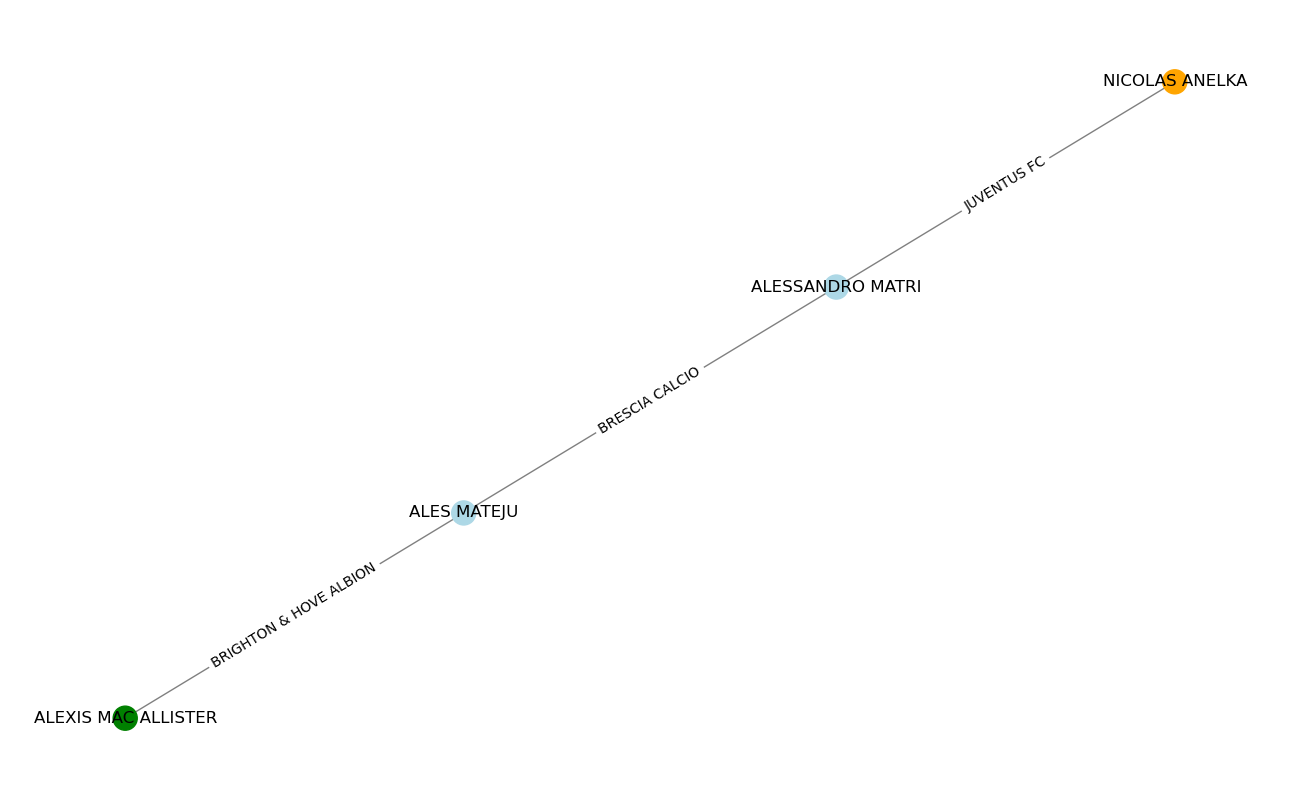 NICOLAS ANELKA
JUVENTUS FC
ALESSANDRO MATRI
BRESCIA CALCIO
ALES MATEJU
BRIGHTON & HOVE ALBION
ALEXIS MAC ALLISTER